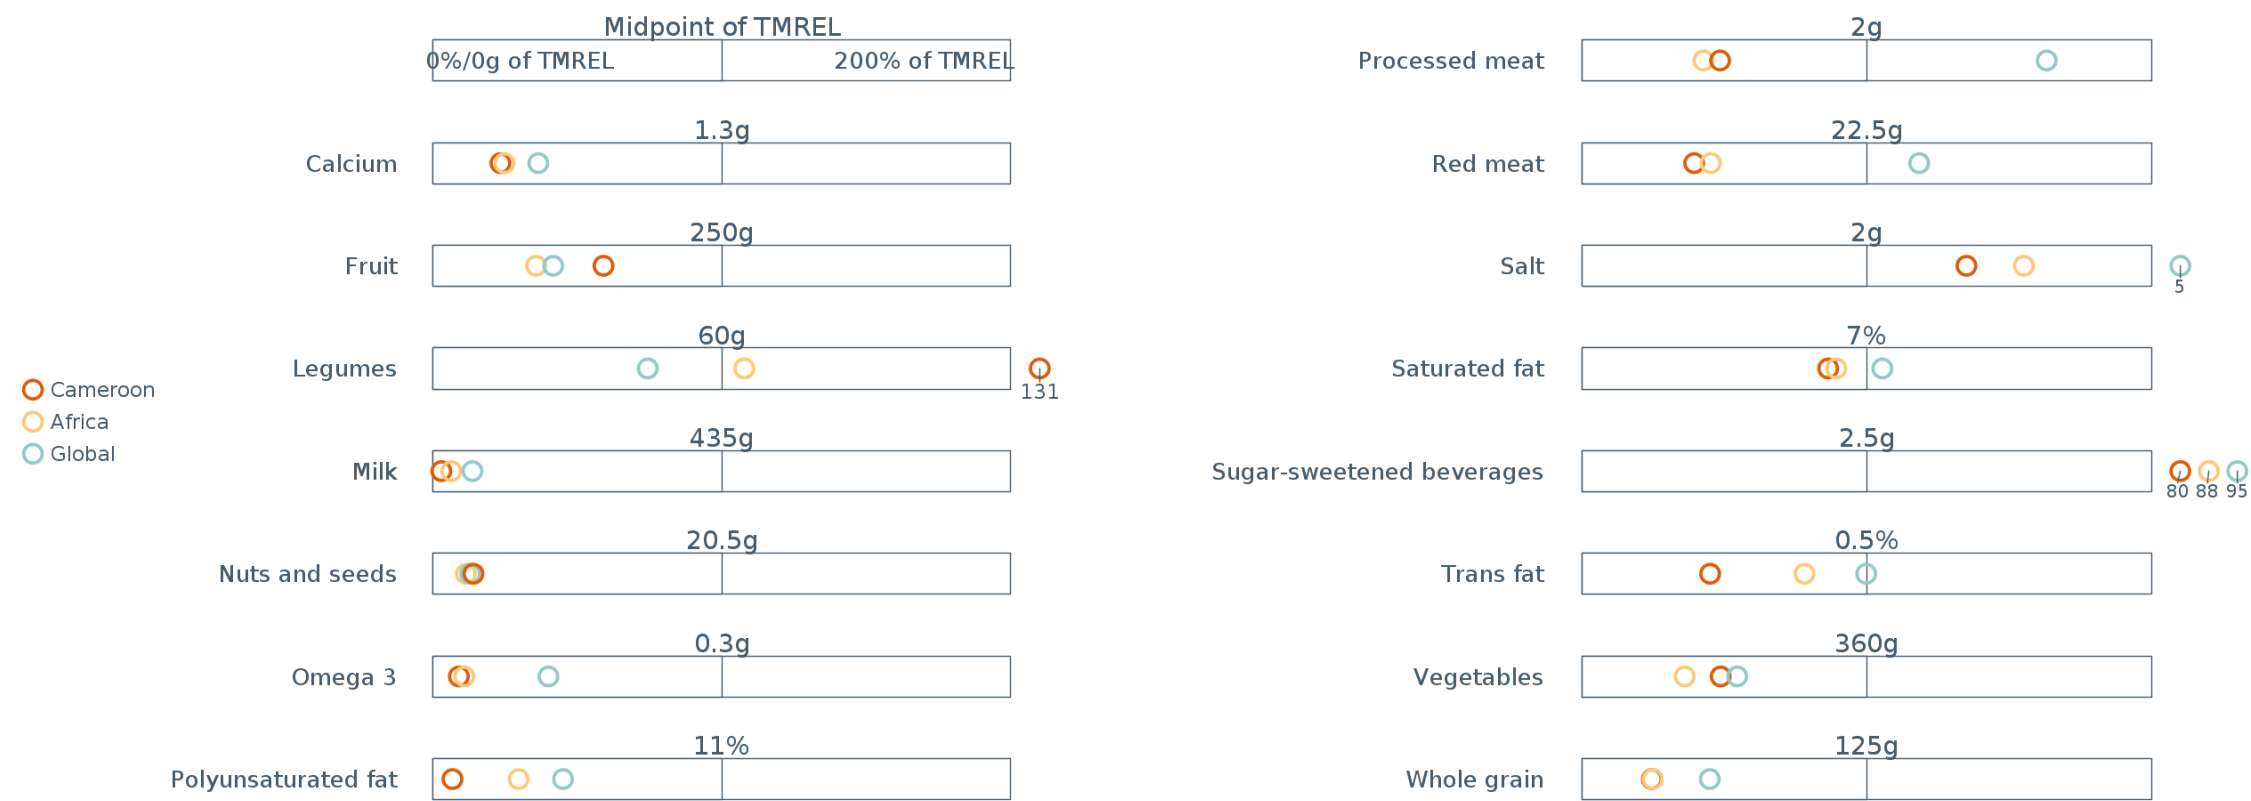 Midpoint of TMREL
0%/0g of TMREL 200% of TMREL
1.3g
Calcium
250g
Fruit
60g
Legumes
131
435g
Milk
20.5g
Nuts and seeds
0.3g
Omega 3
11%
Polyunsaturated fat
Cameroon
Africa
Global
2g
Processed meat
22.5g
Red meat
2g
Salt
5
7%
Saturated fat
2.5g
Sugar-sweetened beverages
80 88 95
0.5%
Trans fat
360g
Vegetables
125g
Whole grain